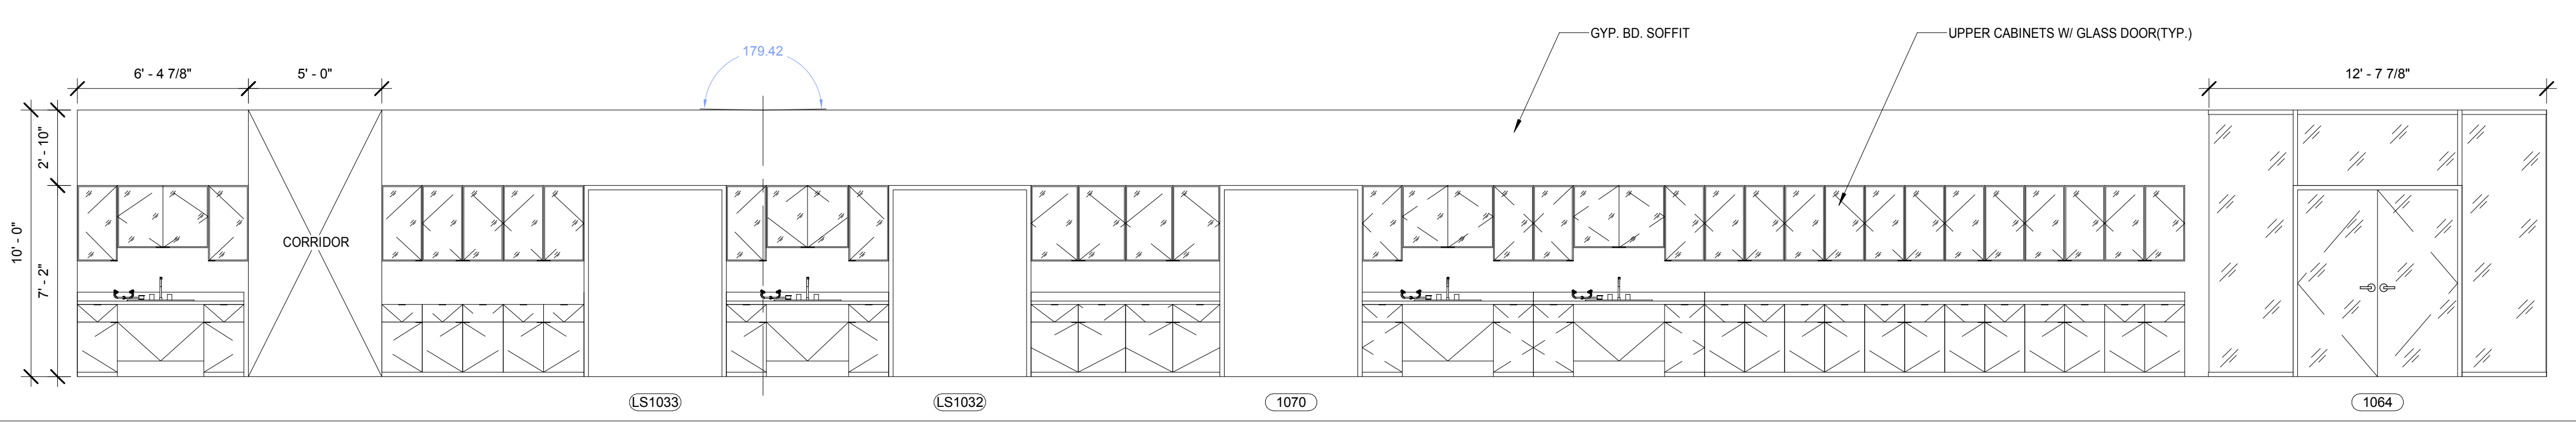 GYP. BD. SOFFIT
UPPER CABINETS W/ GLASS DOOR(TYP.)
179.42
6' - 4 7/8"
5' - 0"
12' - 7 7/8"
2' - 10"
10' - 0"
7' - 2"
CORRIDOR
LS1033
LS1032
1070
1064